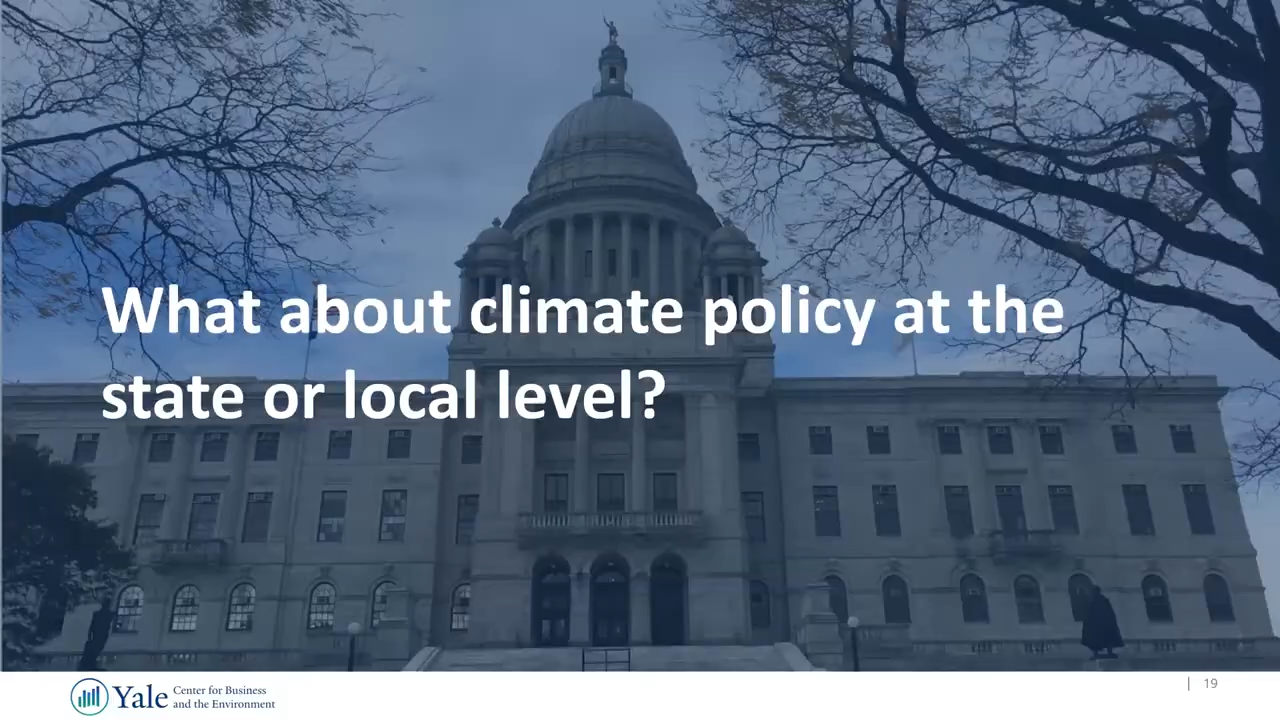 What about climate policy at the
state or local level?
Yale Center for Business
and the Environment
| 19